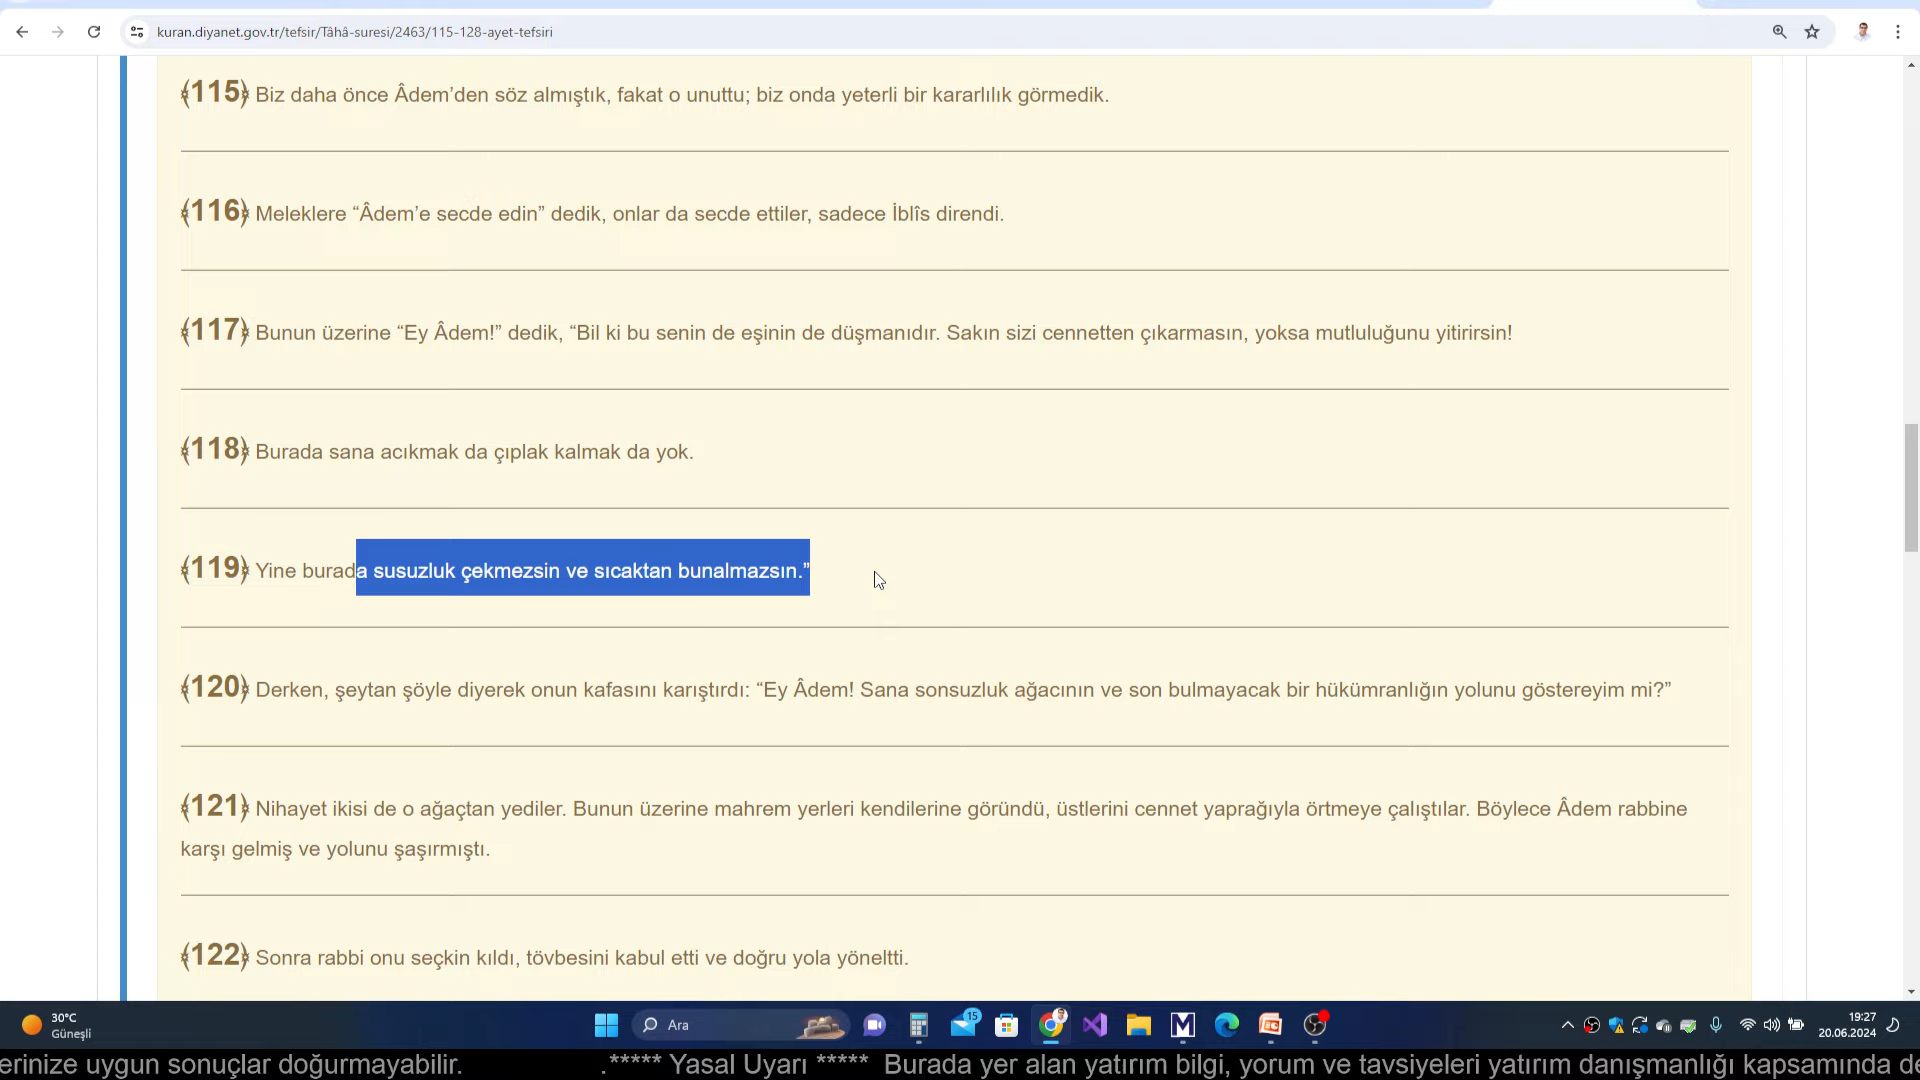 kuran.diyanet.gov.tr/tefsir/Tâhâ-suresi/2463/115-128-ayet-tefsiri
﴾115﴿ Biz daha önce Âdem’den söz almıştık, fakat o unuttu; biz onda yeterli bir kararlılık görmedik.
﴾116﴿ Meleklere “Âdem’e secde edin” dedik, onlar da secde ettiler, sadece İblîs direndi.
﴾117﴿ Bunun üzerine “Ey Âdem!” dedik, “Bil ki bu senin de eşinin de düşmanıdır. Sakın sizi cennetten çıkarmasın, yoksa mutluluğunu yitirirsin!
﴾118﴿ Burada sana acıkmak da çıplak kalmak da yok.
﴾119﴿ Yine burada susuzluk çekmezsin ve sıcaktan bunalmazsın.”
﴾120﴿ Derken, şeytan şöyle diyerek onun kafasını karıştırdı: “Ey Âdem! Sana sonsuzluk ağacının ve son bulmayacak bir hükümranlığın yolunu göstereyim mi?”
﴾121﴿ Nihayet ikisi de o ağaçtan yediler. Bunun üzerine mahrem yerleri kendilerine göründü, üstlerini cennet yaprağıyla örtmeye çalıştılar. Böylece Âdem rabbine
karşı gelmiş ve yolunu şaşırmıştı.
﴾122﴿ Sonra rabbi onu seçkin kıldı, tövbesini kabul etti ve doğru yola yöneltti.
30°C
Güneşli
Ara
15
19:27
20.06.2024
erinize uygun sonuçlar doğurmayabilir. .***** Yasal Uyarı ***** Burada yer alan yatırım bilgi, yorum ve tavsiyeleri yatırım danışmanlığı kapsamında de